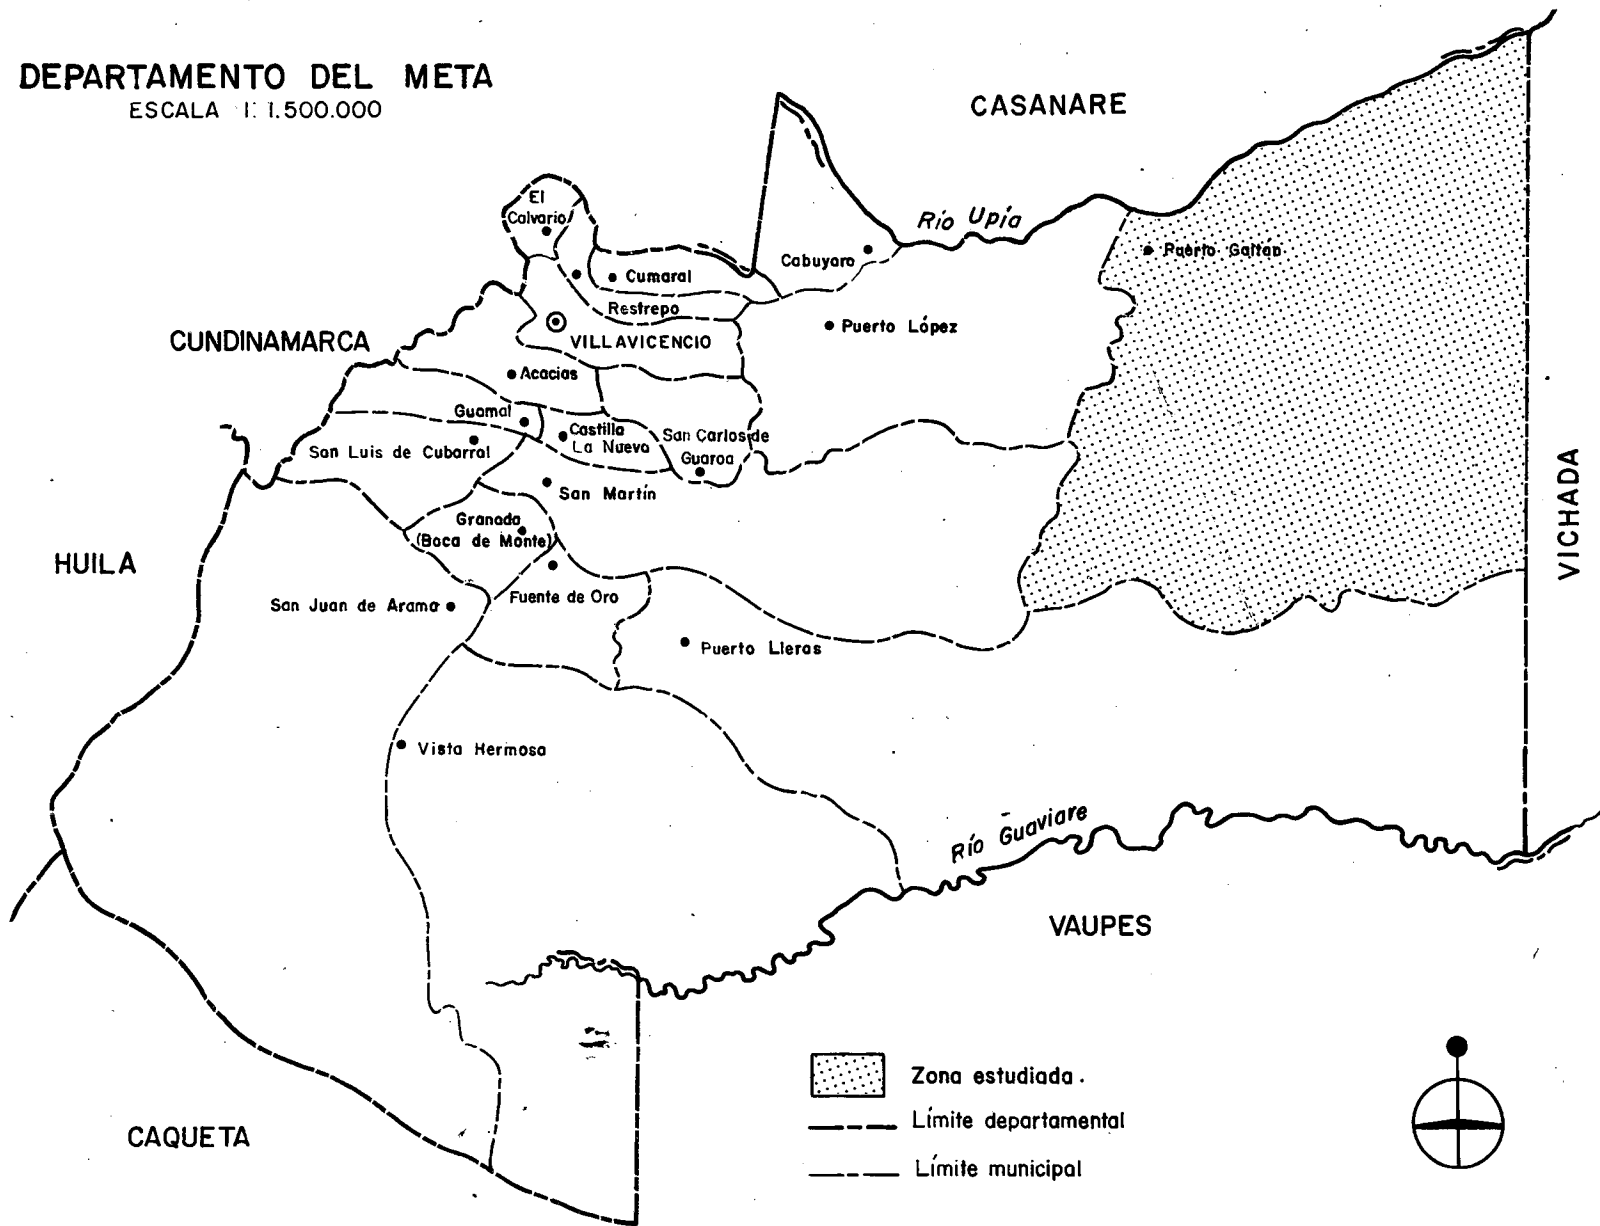 DEPARTAMENTO DEL META
ESCALA 1: 1.500.000
CASANARE
El
Calvario
Río Upía
Cabuyaro
Puerto Gaitán
Cumaral
Restrepo
Puerto López
CUNDINAMARCA
VILLAVICENCIO
Acacias
Guamal
Castilla
La Nueva
San Carlos de
Guaroa
San Luis de Cubarral
San Martín
Granada
(Boca de Monte)
HUILA
VICHADA
Fuente de Oro
San Juan de Arama
Puerto Lleras
Vista Hermosa
Río Guaviare
VAUPES
CAQUETA
Zona estudiada.
Límite departamental
Límite municipal